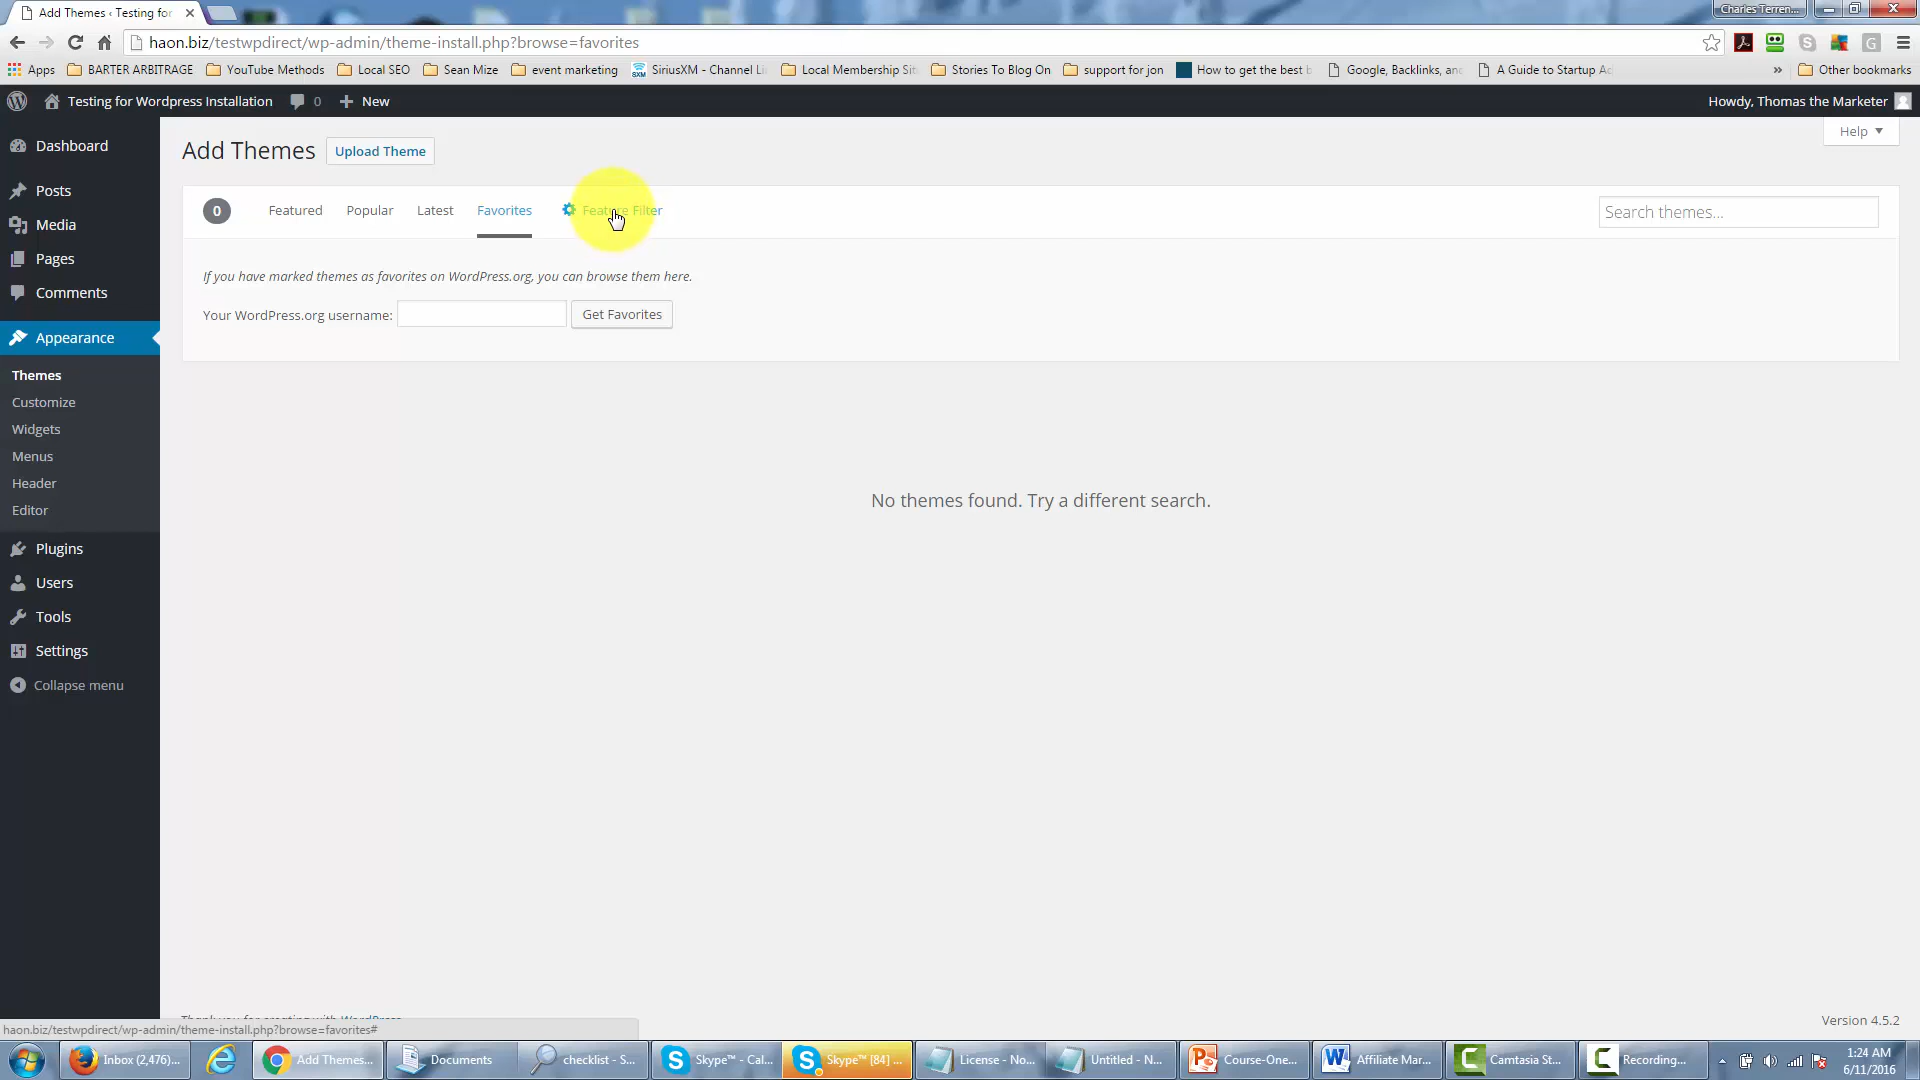 Add Themes ‹ Testing for
Charles Terren...
haon.biz/testwpdirect/wp-admin/theme-install.php?browse=favorites
Apps BARTER ARBITRAGE YouTube Methods Local SEO Sean Mize event marketing SiriusXM - Channel Li Local Membership Sit Stories To Blog On support for jon How to get the best b Google, Backlinks, and A Guide to Startup Ac » Other bookmarks
Testing for Wordpress Installation 0 New Howdy, Thomas the Marketer
Help
Dashboard
Posts
Media
Pages
Comments
Appearance
Themes
Customize
Widgets
Menus
Header
Editor
Plugins
Users
Tools
Settings
Collapse menu
Add Themes Upload Theme
0 Featured Popular Latest Favorites Feature Filter Search themes...
If you have marked themes as favorites on WordPress.org, you can browse them here.
Your WordPress.org username: Get Favorites
No themes found. Try a different search.
Thank you for creating with WordPress
Version 4.5.2
haon.biz/testwpdirect/wp-admin/theme-install.php?browse=favorites#
Inbox (2,476)... Add Themes... Documents checklist - S... Skype™ - Cal... Skype™ [84] ... License - No... Untitled - N... Course-One... Affiliate Mar... Camtasia St... Recording...
1:24 AM
6/11/2016